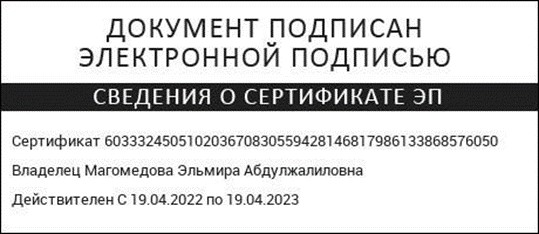 ДОКУМЕНТ ПОДПИСАН
ЭЛЕКТРОННОЙ ПОДПИСЬЮ
СВЕДЕНИЯ О СЕРТИФИКАТЕ ЭП
Сертификат 603332450510203670830559428146817986133868576050
Владелец Магомедова Эльмира Абдулжалиловна
Действителен С 19.04.2022 по 19.04.2023